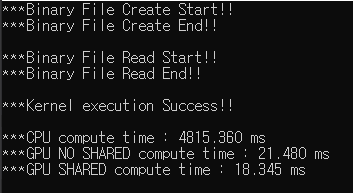 ***Binary File Create Start!!
***Binary File Create End!!
***Binary File Read Start!!
***Binary File Read End!!
***Kernel execution Success!!
***CPU compute time : 4815.360 ms
***GPU NO SHARED compute time : 21.480 ms
***GPU SHARED compute time : 18.345 ms